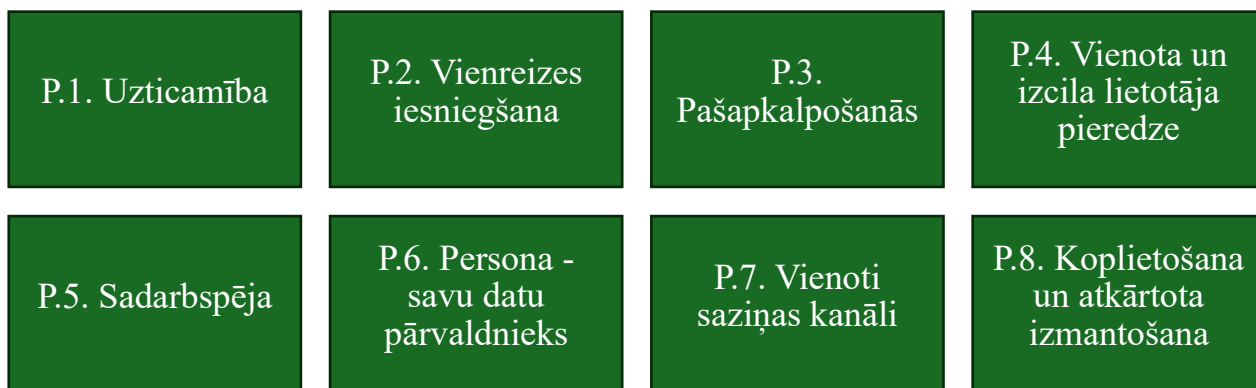 P.1. Uzticamība
P.2. Vienreizes
iesniegšana
P.3.
Pašapkalpošanās
P.4. Vienota un
izcila lietotāja
pieredze
P.5. Sadarbspēja
P.6. Persona -
savu datu
pārvaldnieks
P.7. Vienoti
saziņas kanāli
P.8. Koplietošana
un atkārtota
izmantošana